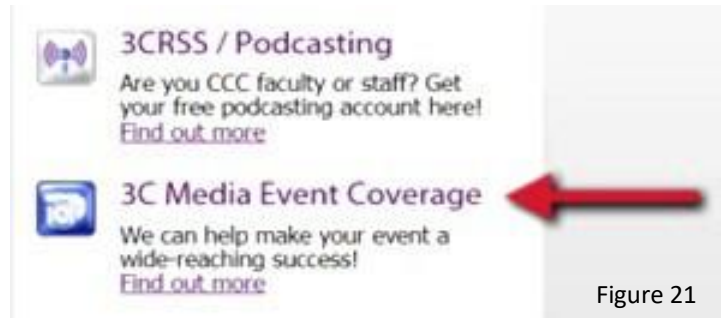 3CRSS / Podcasting
Are you CCC faculty or staff? Get
your free podcasting account here!
Find out more
3C Media Event Coverage
We can help make your event a
wide-reaching success!
Find out more
Figure 21